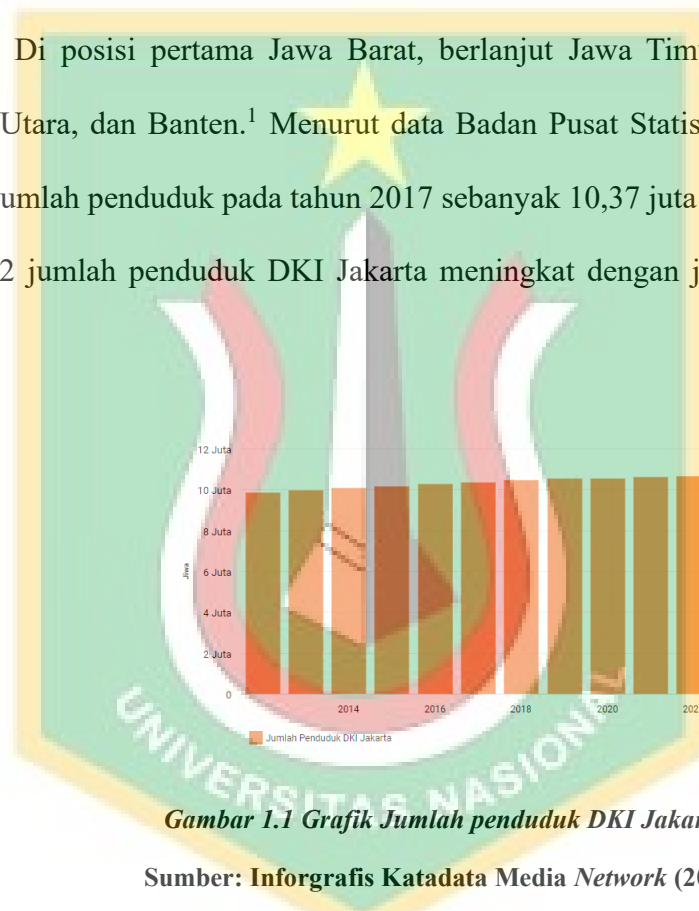 Di posisi pertama Jawa Barat, berlanjut Jawa Tim
Utara, dan Banten.¹ Menurut data Badan Pusat Statis
umlah penduduk pada tahun 2017 sebanyak 10,37 juta
2 jumlah penduduk DKI Jakarta meningkat dengan j
12 Juta
10 Juta
8 Juta
6 Juta
4 Juta
2 Juta
0
Jiwa
2014 2016 2018 2020 202
Jumlah Penduduk DKI Jakarta
UNIVERSITAS NASIONAL
Gambar 1.1 Grafik Jumlah penduduk DKI Jakar
Sumber: Inforgrafis Katadata Media Network (20